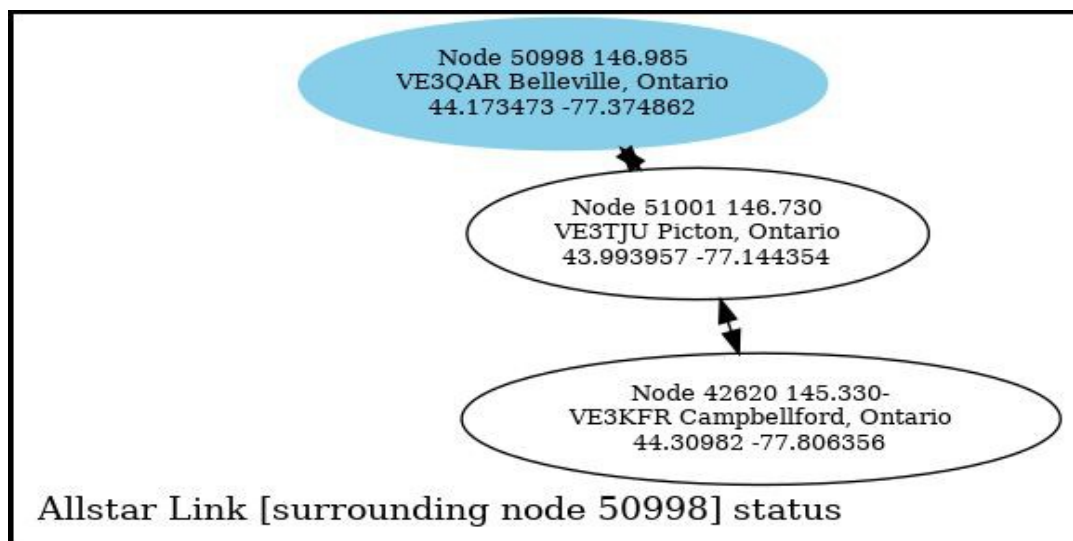 Node 50998 146.985
VE3QAR Belleville, Ontario
44.173473 -77.374862
Node 51001 146.730
VE3TJU Picton, Ontario
43.993957 -77.144354
Node 42620 145.330-
VE3KFR Campbellford, Ontario
44.30982 -77.806356
Allstar Link [surrounding node 50998] status